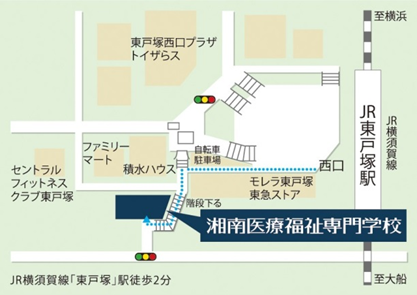 至横浜
東戸塚西口プラザ
トイザらス
JR横須賀線
JR東戸塚駅
自転車
駐車場
ファミリー
マート
積水ハウス
西口
セントラル
フィットネス
クラブ東戸塚
モレラ東戸塚
東急ストア
階段下る
湘南医療福祉専門学校
JR横須賀線「東戸塚」駅徒歩2分
至大船